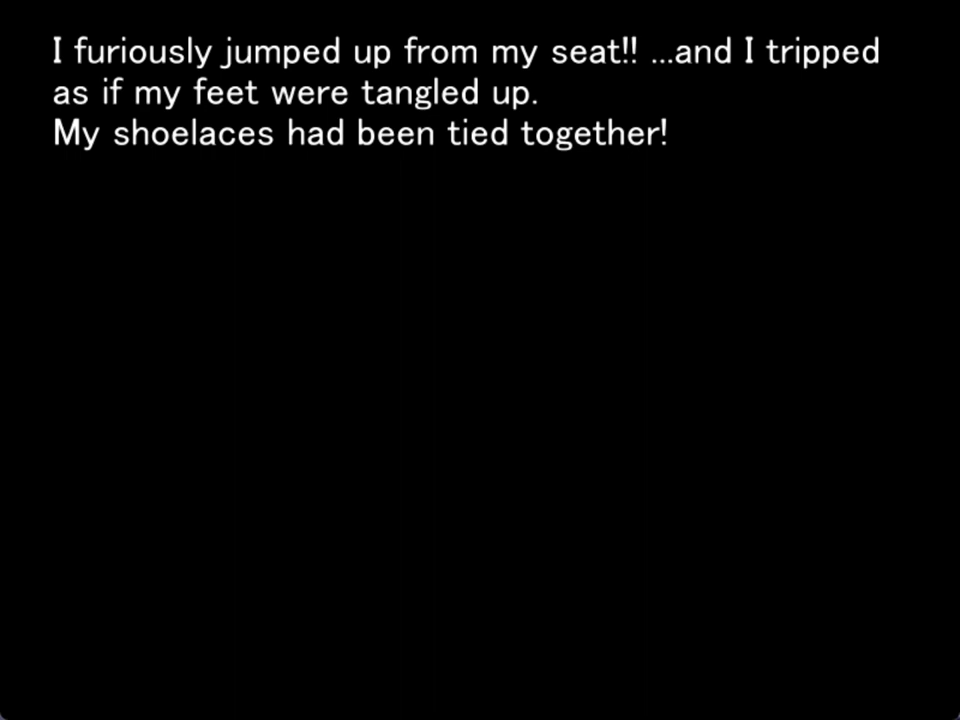 I furiously jumped up from my seat!! ...and I tripped
as if my feet were tangled up.
My shoelaces had been tied together!